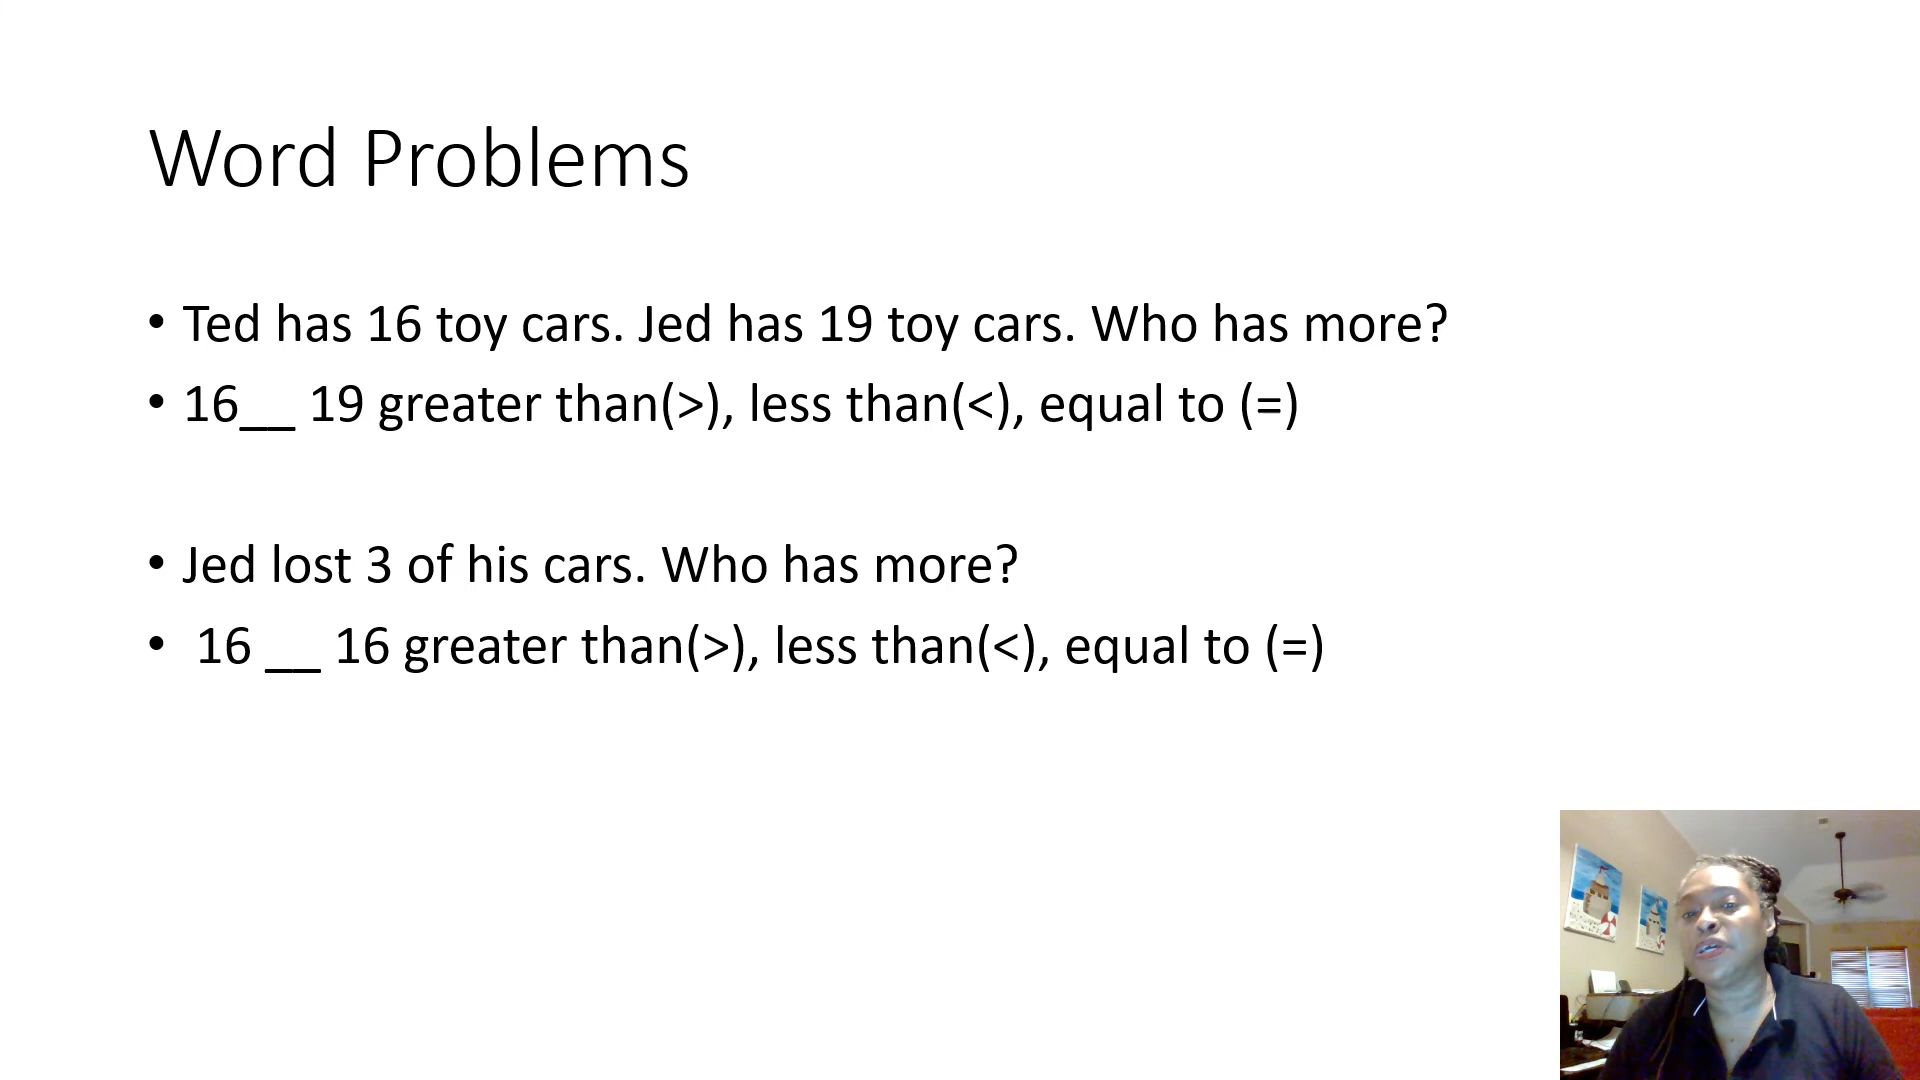 Word Problems
• Ted has 16 toy cars. Jed has 19 toy cars. Who has more?
• 16__ 19 greater than(>), less than(<), equal to (=)
• Jed lost 3 of his cars. Who has more?
• 16 __ 16 greater than(>), less than(<), equal to (=)